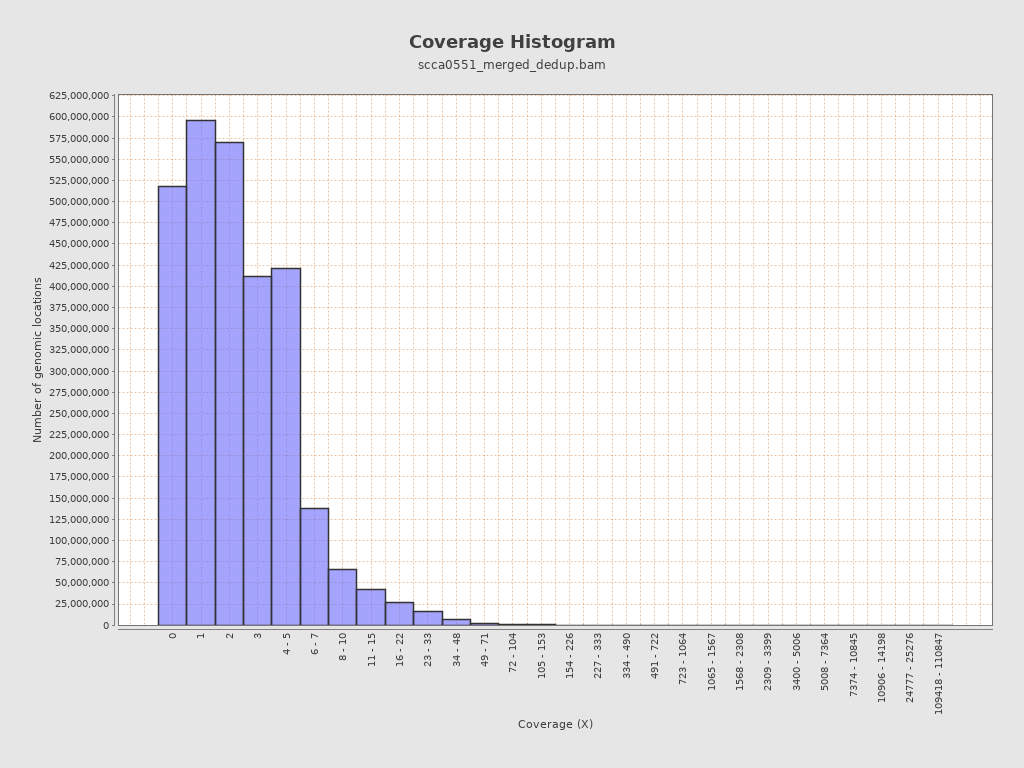 Coverage Histogram
scca0551_merged_dedup.bam
625,000,000
600,000,000
575,000,000
550,000,000
525,000,000
500,000,000
475,000,000
450,000,000
425,000,000
400,000,000
375,000,000
350,000,000
325,000,000
300,000,000
275,000,000
250,000,000
225,000,000
200,000,000
175,000,000
150,000,000
125,000,000
100,000,000
75,000,000
50,000,000
25,000,000
0
Number of genomic locations
0
1
2
3
4 - 5
6 - 7
8 - 10
11 - 15
16 - 22
23 - 33
34 - 48
49 - 71
72 - 104
105 - 153
154 - 226
227 - 333
334 - 490
491 - 722
723 - 1064
1065 - 1567
1568 - 2308
2309 - 3399
3400 - 5006
5008 - 7364
7374 - 10845
10906 - 14198
24777 - 25276
109418 - 110847
Coverage (X)